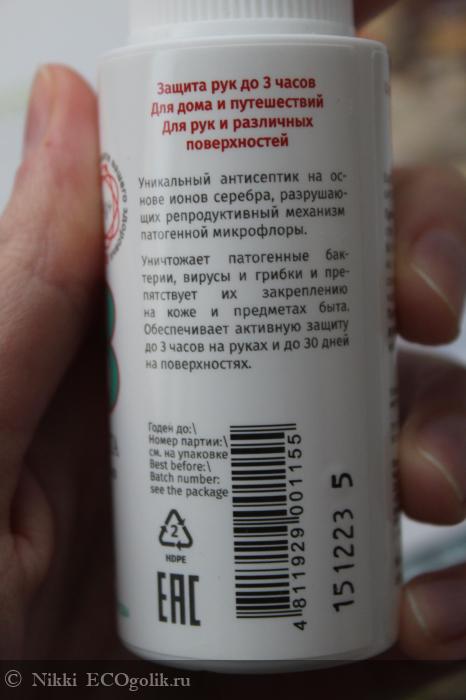 Защита рук до 3 часов
Для дома и путешествий
Для рук и различных
поверхностей
Уникальный антисептик на ос-
нове ионов серебра, разрушаю-
щих репродуктивный механизм
патогенной микрофлоры.
Уничтожает патогенные бак-
терии, вирусы и грибки и пре-
пятствует их закреплению
на коже и предметах быта.
Обеспечивает активную защиту
до 3 часов на руках и до 30 дней
на поверхностях.
Годен до:\
Номер партии:\
см. на упаковке
Best before:\
Batch number:
see the package
2
HDPE
EAC
4 811929 001155
151223 5
© Nikki ECOgolik.ru